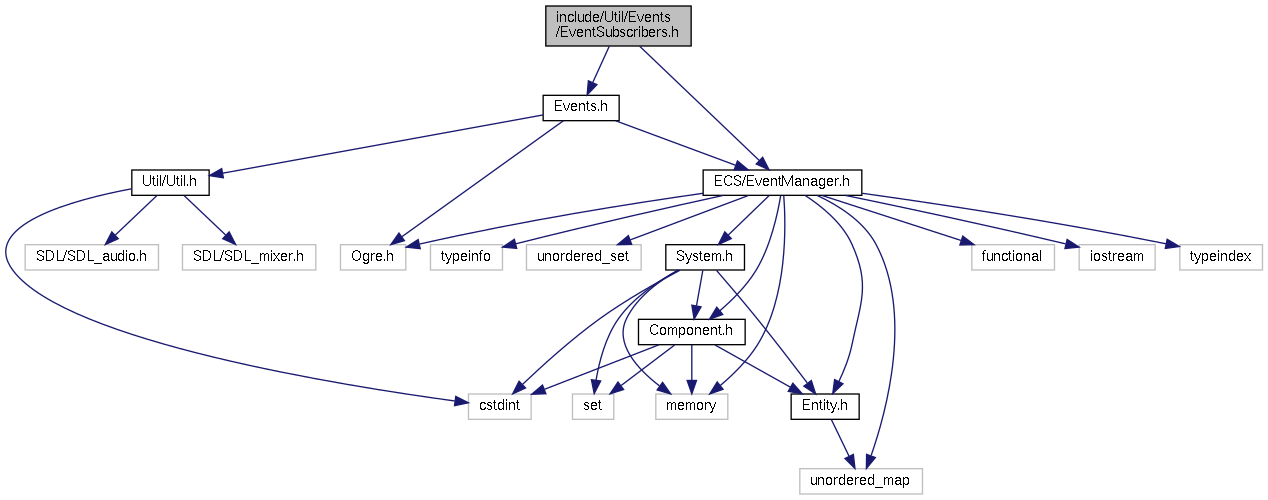 include/Util/Events
/EventSubscribers.h
Events.h
Util/Util.h
ECS/EventManager.h
SDL/SDL_audio.h
SDL/SDL_mixer.h
Ogre.h
typeinfo
unordered_set
System.h
functional
iostream
typeindex
Component.h
cstdint
set
memory
Entity.h
unordered_map